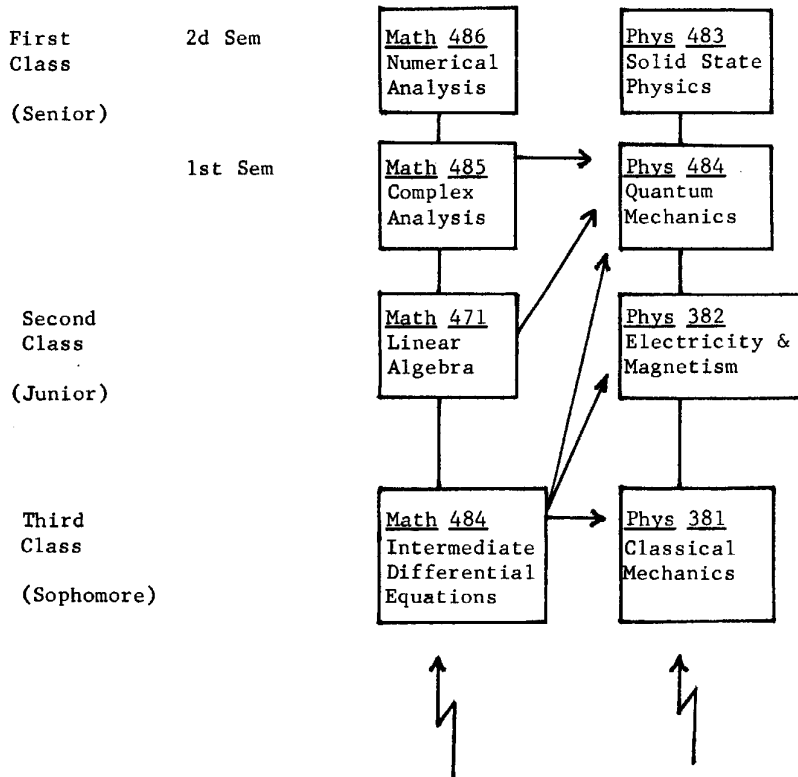 First Class
(Senior)
2d Sem
Math 486
Numerical
Analysis
Phys 483
Solid State
Physics
1st Sem
Math 485
Complex
Analysis
Phys 484
Quantum
Mechanics
Second
Class
(Junior)
Math 471
Linear
Algebra
Phys 382
Electricity &
Magnetism
Third
Class
(Sophomore)
Math 484
Intermediate
Differential
Equations
Phys 381
Classical
Mechanics